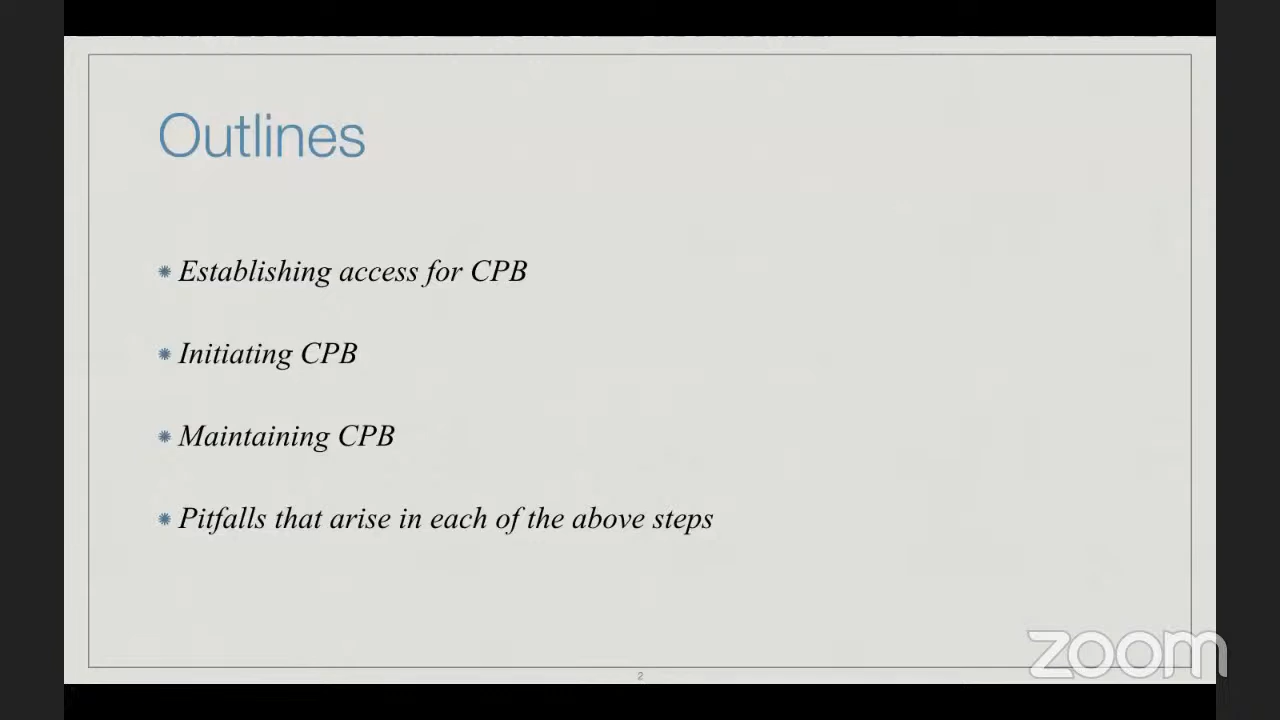 Outlines
Establishing access for CPB
Initiating CPB
Maintaining CPB
Pitfalls that arise in each of the above steps
2
zoom